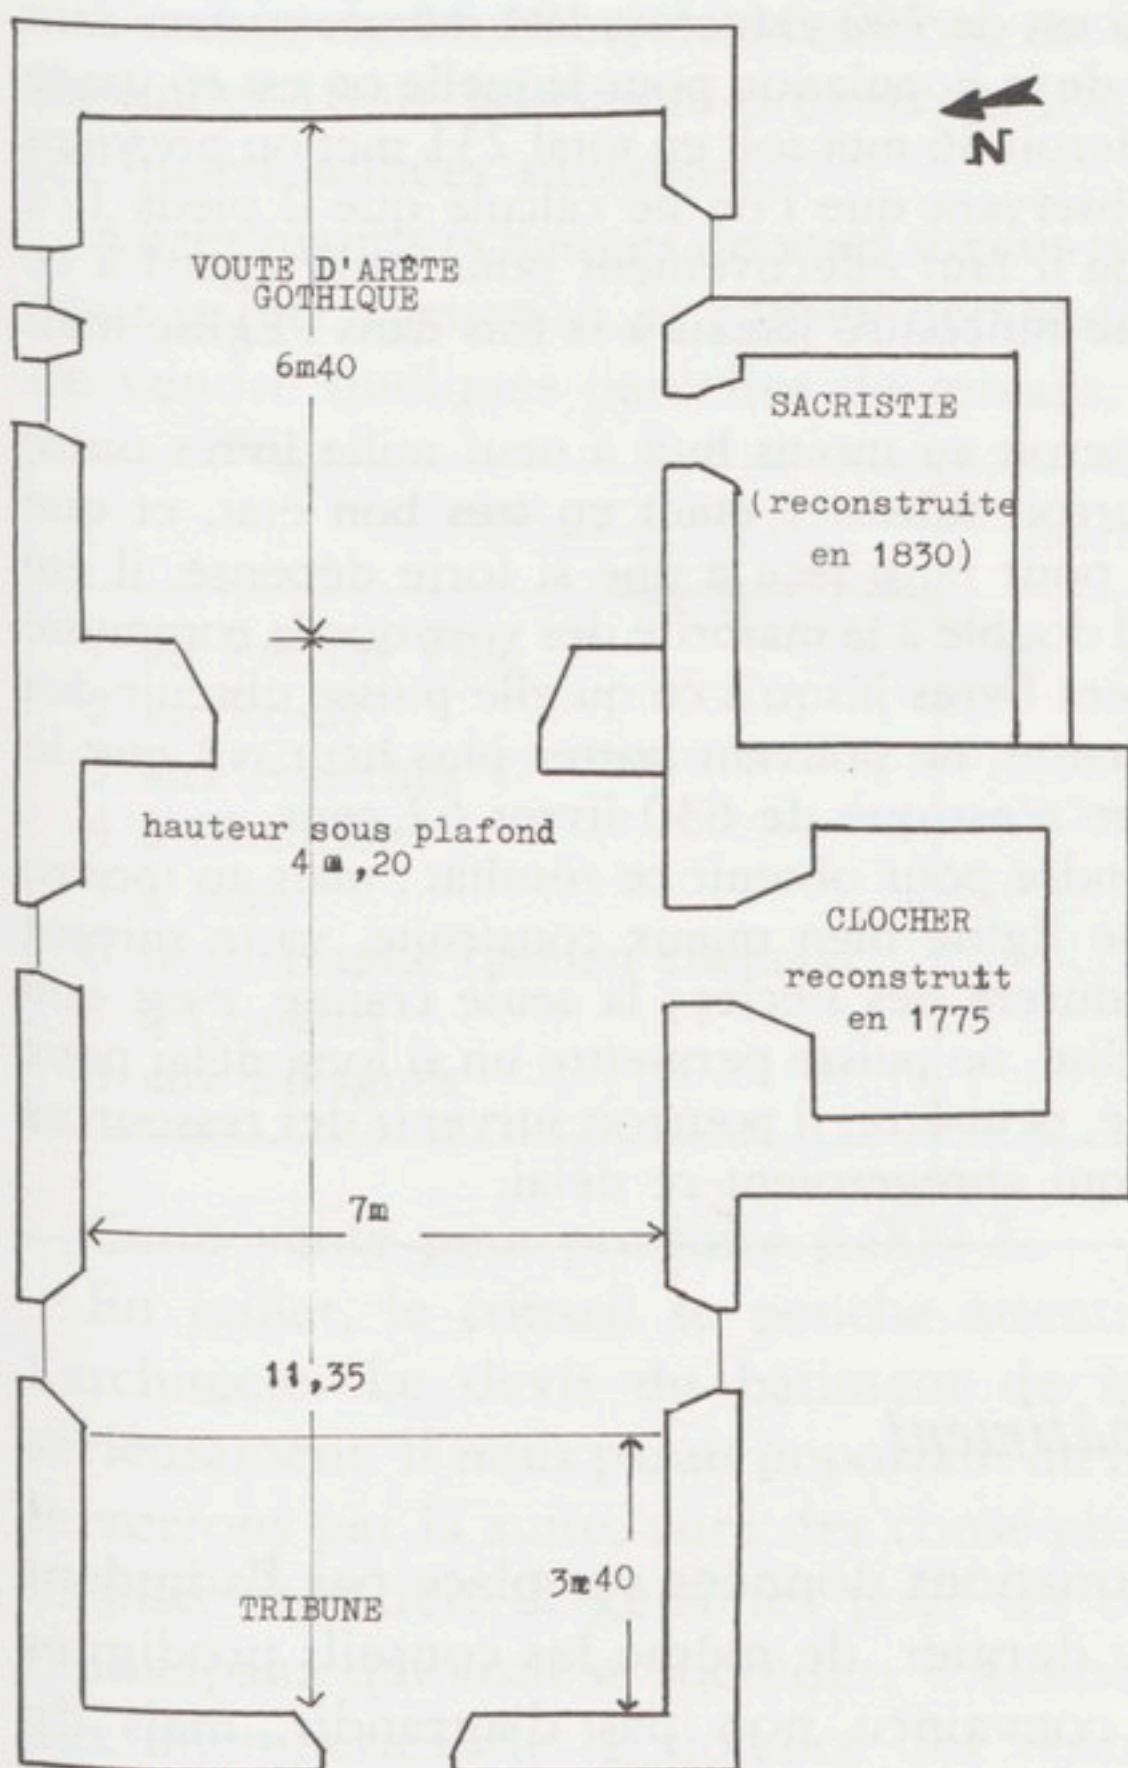 N
VOUTE D'ARÊTE
GOTHIQUE
6m40
SACRISTIE
(reconstruite
en 1830)
hauteur sous plafond
4 m,20
CLOCHER
reconstruit
en 1775
7m
11,35
3m40
TRIBUNE